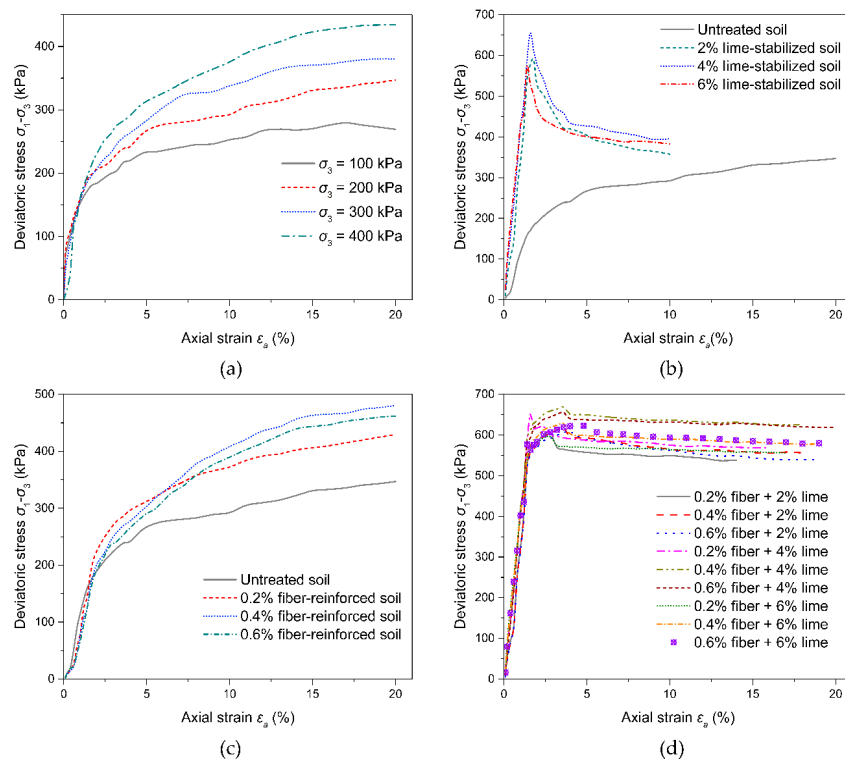 Deviatoric stress σ1-σ3 (kPa)
400
300
200
100
0
0
5
10
15
20
Axial strain εa (%)
σ3 = 100 kPa
σ3 = 200 kPa
σ3 = 300 kPa
σ3 = 400 kPa
(a)
Deviatoric stress σ1-σ3 (kPa)
700
600
500
400
300
200
100
0
0
5
10
15
20
Axial strain εa(%)
Untreated soil
2% lime-stabilized soil
4% lime-stabilized soil
6% lime-stabilized soil
(b)
Deviatoric stress σ1-σ3 (kPa)
500
400
300
200
100
0
0
5
10
15
20
Axial strain εa (%)
Untreated soil
0.2% fiber-reinforced soil
0.4% fiber-reinforced soil
0.6% fiber-reinforced soil
(c)
Deviatoric stress σ1-σ3 (kPa)
700
600
500
400
300
200
100
0
0
5
10
15
20
Axial strain εa (%)
0.2% fiber + 2% lime
0.4% fiber + 2% lime
0.6% fiber + 2% lime
0.2% fiber + 4% lime
0.4% fiber + 4% lime
0.6% fiber + 4% lime
0.2% fiber + 6% lime
0.4% fiber + 6% lime
0.6% fiber + 6% lime
(d)